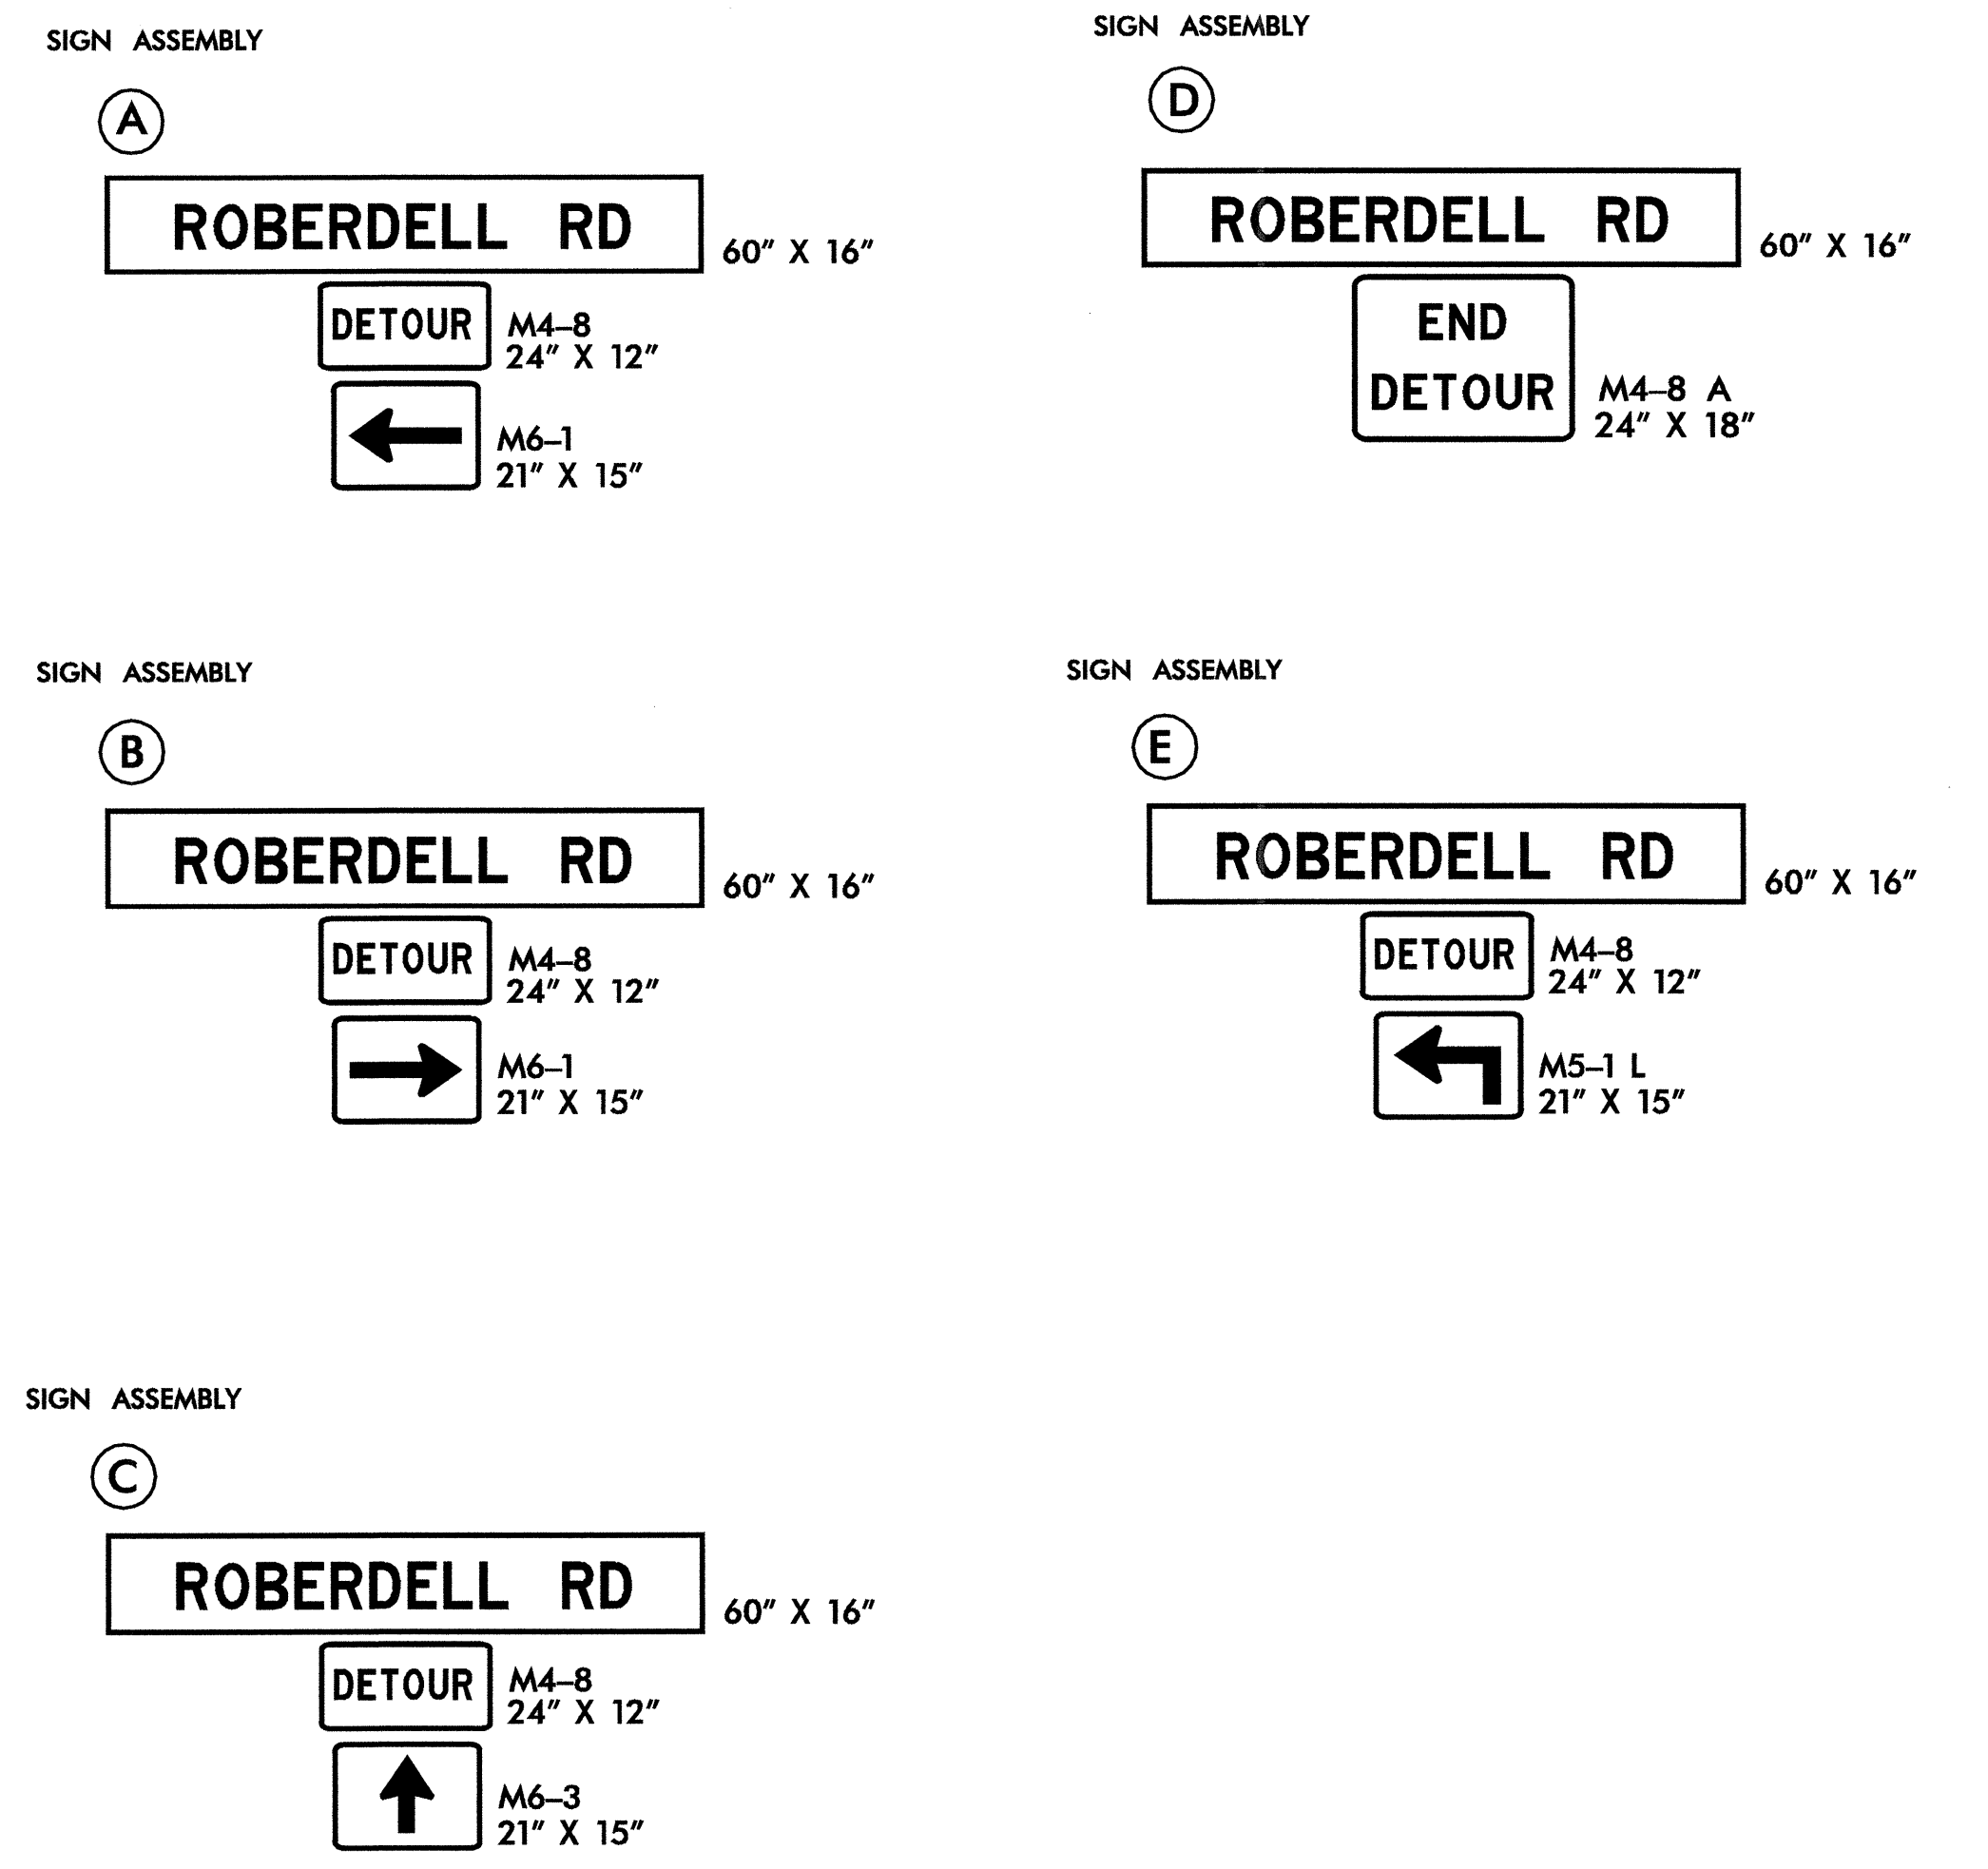 SIGN ASSEMBLY
A
ROBERDELL RD
60" X 16"
DETOUR
M4-8
24" X 12"
M6-1
21" X 15"
SIGN ASSEMBLY
B
ROBERDELL RD
60" X 16"
DETOUR
M4-8
24" X 12"
M6-1
21" X 15"
SIGN ASSEMBLY
C
ROBERDELL RD
60" X 16"
DETOUR
M4-8
24" X 12"
M6-3
21" X 15"
SIGN ASSEMBLY
D
ROBERDELL RD
60" X 16"
END
DETOUR
M4-8 A
24" X 18"
SIGN ASSEMBLY
E
ROBERDELL RD
60" X 16"
DETOUR
M4-8
24" X 12"
M5-1 L
21" X 15"